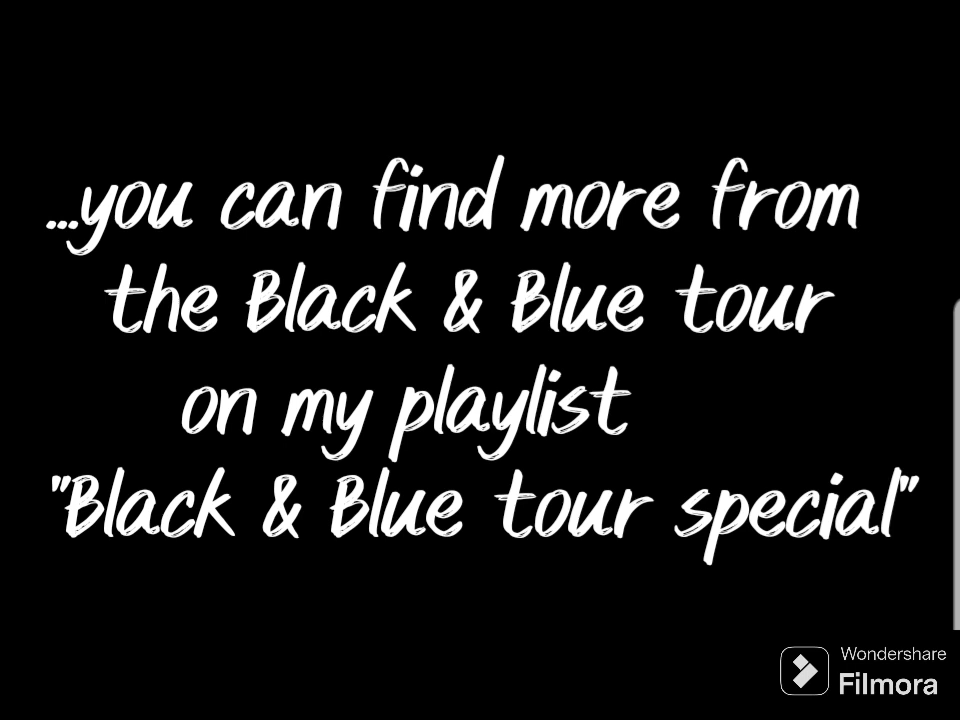 ...you can find more from
the Black & Blue tour
on my playlist
"Black & Blue tour special"
Wondershare
Filmora